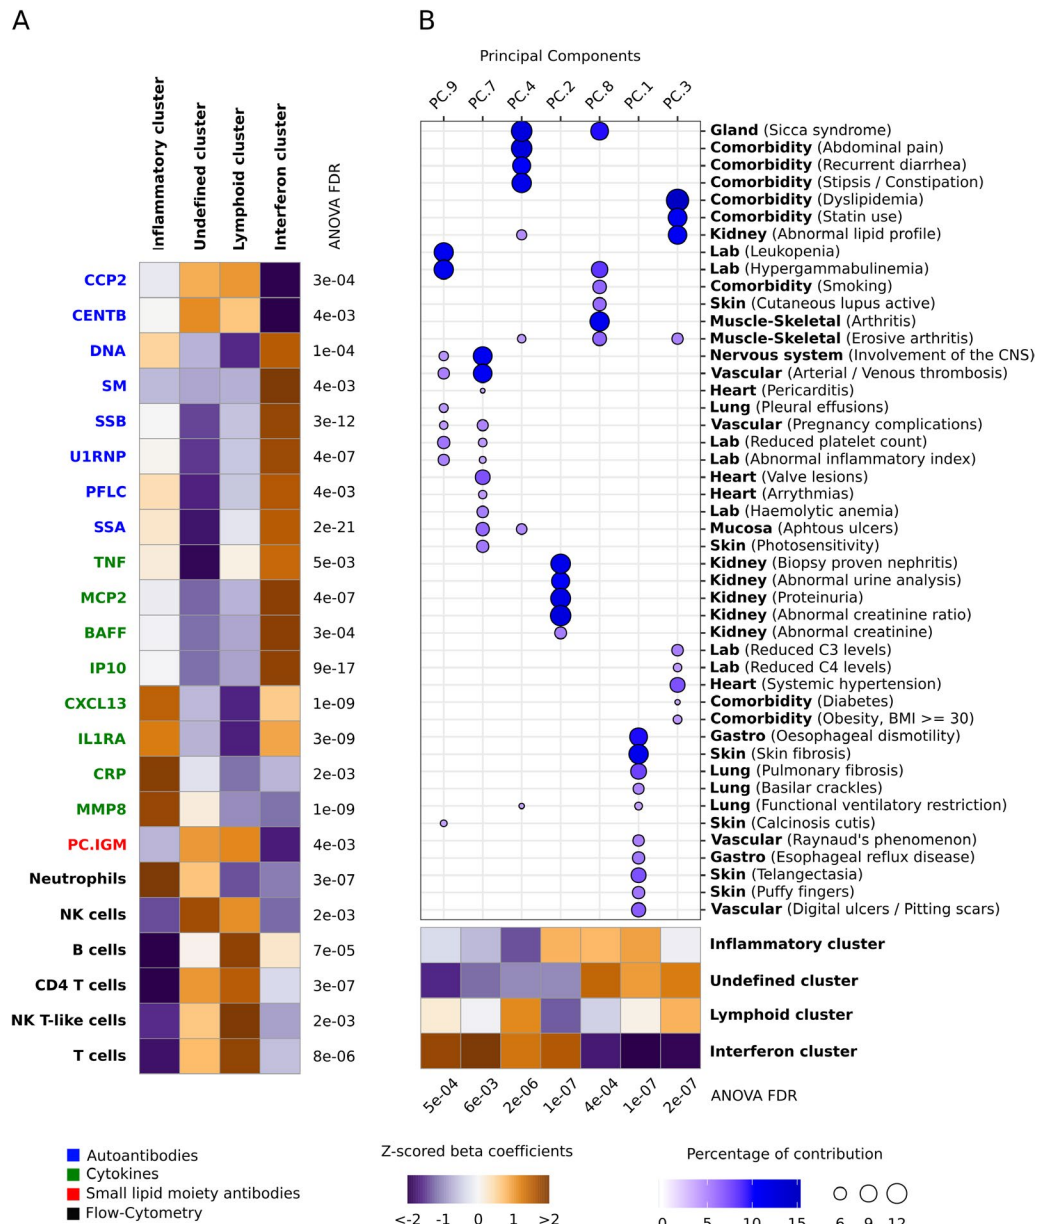 A
B
Principal Components
PC.9 PC.7 PC.4 PC.2 PC.8 PC.1 PC.3
Inflammatory cluster
Undefined cluster
Lymphoid cluster
Interferon cluster
ANOVA FDR
CCP2 3e-04
CENTB 4e-03
DNA 1e-04
SM 4e-03
SSB 3e-12
U1RNP 4e-07
PFLC 4e-03
SSA 2e-21
TNF 5e-03
MCP2 4e-07
BAFF 3e-04
IP10 9e-17
CXCL13 1e-09
IL1RA 3e-09
CRP 2e-03
MMP8 1e-09
PC.IGM 4e-03
Neutrophils 3e-07
NK cells 2e-03
B cells 7e-05
CD4 T cells 3e-07
NK T-like cells 2e-03
T cells 8e-06
Gland (Sicca syndrome)
Comorbidity (Abdominal pain)
Comorbidity (Recurrent diarrhea)
Comorbidity (Stipsis / Constipation)
Comorbidity (Dyslipidemia)
Comorbidity (Statin use)
Kidney (Abnormal lipid profile)
Lab (Leukopenia)
Lab (Hypergammabulinemia)
Comorbidity (Smoking)
Skin (Cutaneous lupus active)
Muscle-Skeletal (Arthritis)
Muscle-Skeletal (Erosive arthritis)
Nervous system (Involvement of the CNS)
Vascular (Arterial / Venous thrombosis)
Heart (Pericarditis)
Lung (Pleural effusions)
Vascular (Pregnancy complications)
Lab (Reduced platelet count)
Lab (Abnormal inflammatory index)
Heart (Valve lesions)
Heart (Arrythmias)
Lab (Haemolytic anemia)
Mucosa (Aphtous ulcers)
Skin (Photosensitivity)
Kidney (Biopsy proven nephritis)
Kidney (Abnormal urine analysis)
Kidney (Proteinuria)
Kidney (Abnormal creatinine ratio)
Kidney (Abnormal creatinine)
Lab (Reduced C3 levels)
Lab (Reduced C4 levels)
Heart (Systemic hypertension)
Comorbidity (Diabetes)
Comorbidity (Obesity, BMI >= 30)
Gastro (Oesophageal dismotility)
Skin (Skin fibrosis)
Lung (Pulmonary fibrosis)
Lung (Basilar crackles)
Lung (Functional ventilatory restriction)
Skin (Calcinosis cutis)
Vascular (Raynaud's phenomenon)
Gastro (Esophageal reflux disease)
Skin (Telangectasia)
Skin (Puffy fingers)
Vascular (Digital ulcers / Pitting scars)
Inflammatory cluster
Undefined cluster
Lymphoid cluster
Interferon cluster
5e-04 6e-03 2e-06 1e-07 4e-04 1e-07 2e-07 ANOVA FDR
Autoantibodies
Cytokines
Small lipid moiety antibodies
Flow-Cytometry
Z-scored beta coefficients
<-2 -1 0 1 >2
Percentage of contribution
0 5 10 15 6 9 12